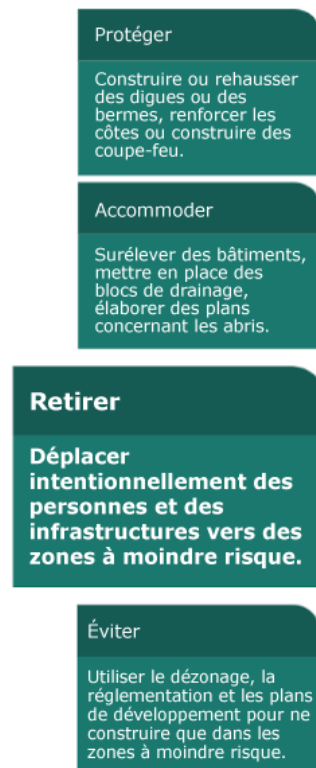 Protéger
Construire ou rehausser
des digues ou des
bermes, renforcer les
côtes ou construire des
coupe-feu.
Accommoder
Surélever des bâtiments,
mettre en place des
blocs de drainage,
élaborer des plans
concernant les abris.
Retirer
Déplacer
intentionnellement des
personnes et des
infrastructures vers des
zones à moindre risque.
Éviter
Utiliser le dézonage, la
réglementation et les plans
de développement pour ne
construire que dans les
zones à moindre risque.